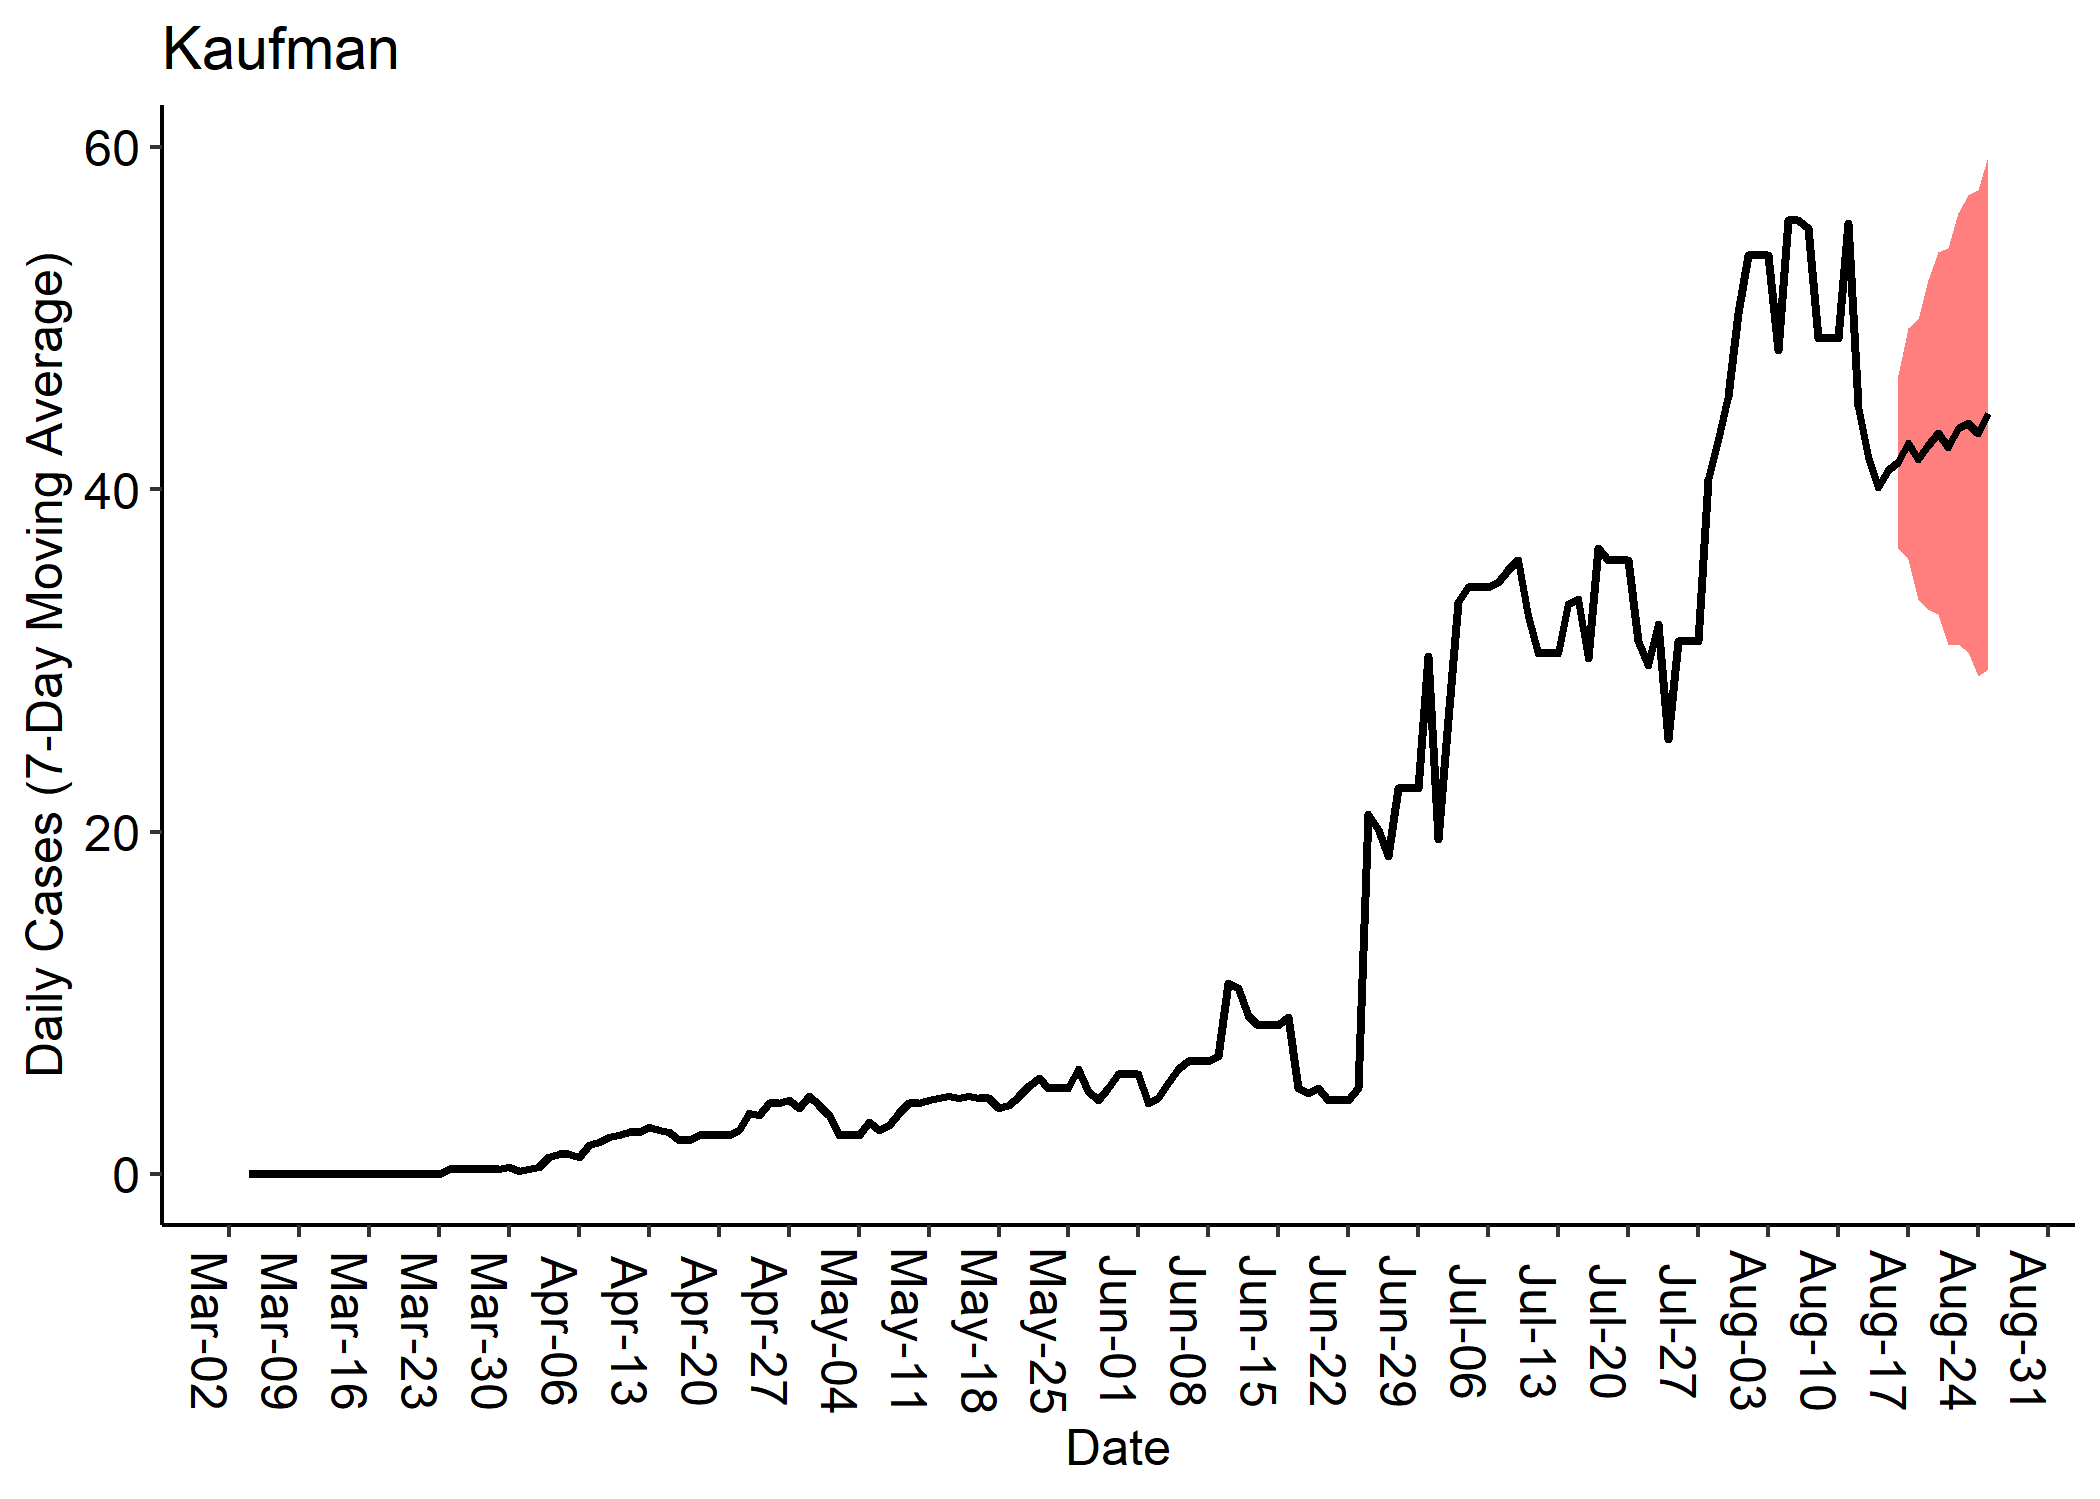 Kaufman
Daily Cases (7-Day Moving Average)
60
40
20
0
Mar-02
Mar-09
Mar-16
Mar-23
Mar-30
Apr-06
Apr-13
Apr-20
Apr-27
May-04
May-11
May-18
May-25
Jun-01
Jun-08
Jun-15
Jun-22
Jun-29
Jul-06
Jul-13
Jul-20
Jul-27
Aug-03
Aug-10
Aug-17
Aug-24
Aug-31
Date